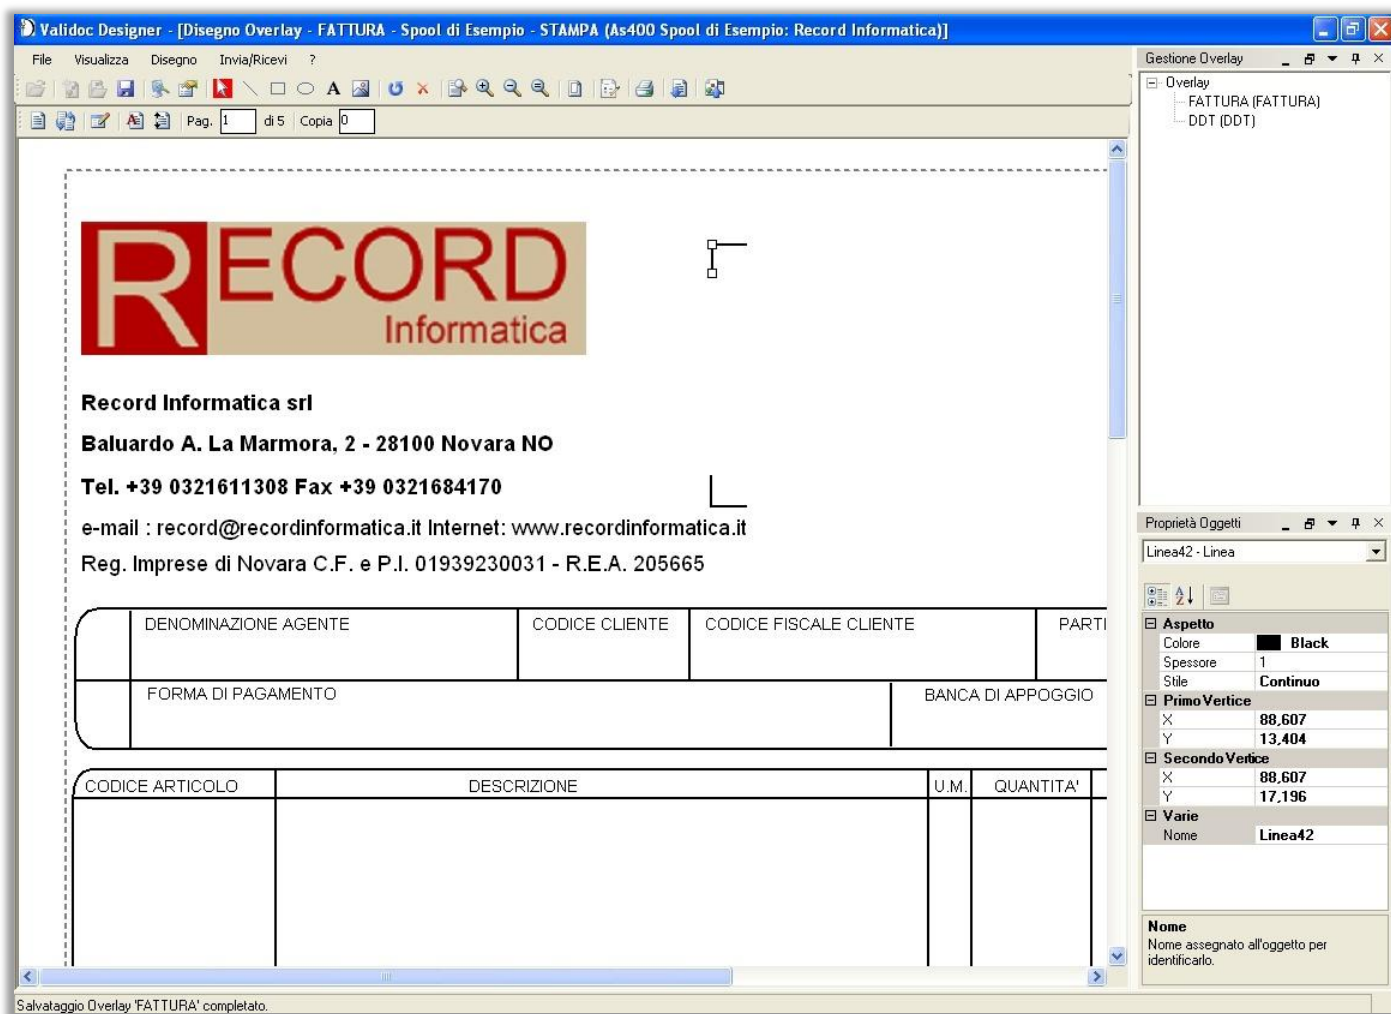 Validoc Designer - [Disegno Overlay - FATTURA - Spool di Esempio - STAMPA (As400 Spool di Esempio: Record Informatica)]
File Visualizza Disegno Invia/Ricevi ?
Pag. 1 di 5 Copia 0
RECORD
Informatica
Record Informatica srl
Baluardo A. La Marmora, 2 - 28100 Novara NO
Tel. +39 0321611308 Fax +39 0321684170
e-mail : record@recordinformatica.it Internet: www.recordinformatica.it
Reg. Imprese di Novara C.F. e P.I. 01939230031 - R.E.A. 205665
DENOMINAZIONE AGENTE CODICE CLIENTE CODICE FISCALE CLIENTE PARTI
FORMA DI PAGAMENTO BANCA DI APPOGGIO
CODICE ARTICOLO DESCRIZIONE U.M. QUANTITA'
Gestione Overlay
Overlay
FATTURA (FATTURA)
DDT (DDT)
Proprietà Oggetti
Linea42 - Linea
Aspetto
Colore Black
Spessore 1
Stile Continuo
Primo Vertice
X 88,607
Y 13,404
Secondo Vertice
X 88,607
Y 17,196
Varie
Nome Linea42
Nome
Nome assegnato all'oggetto per
identificarlo.
Salvataggio Overlay 'FATTURA' completato.